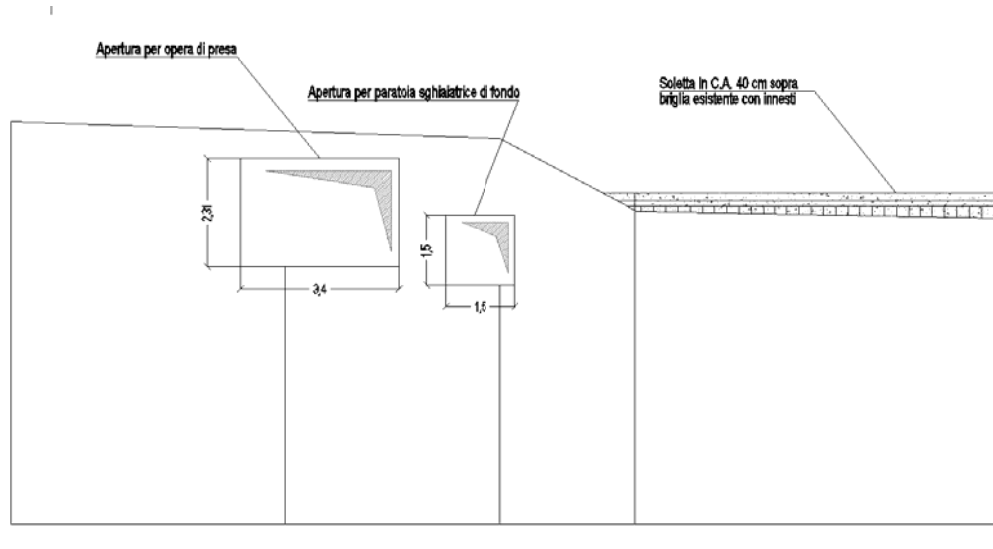 Apertura per opera di presa
Apertura per paratoia sghiaiatrice di fondo
Soletta in C.A. 40 cm sopra
briglia esistente con innesti
2,31
3,4
1,5
1,5